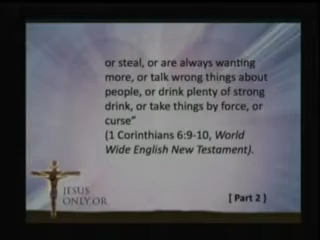 or steal, or are always wanting
more, or talk wrong things about
people, or drink plenty of strong
drink, or take things by force, or
curse"
(1 Corinthians 6:9-10, World
Wide English New Testament).
JESUS
ONLY.OR
[ Part 2 ]